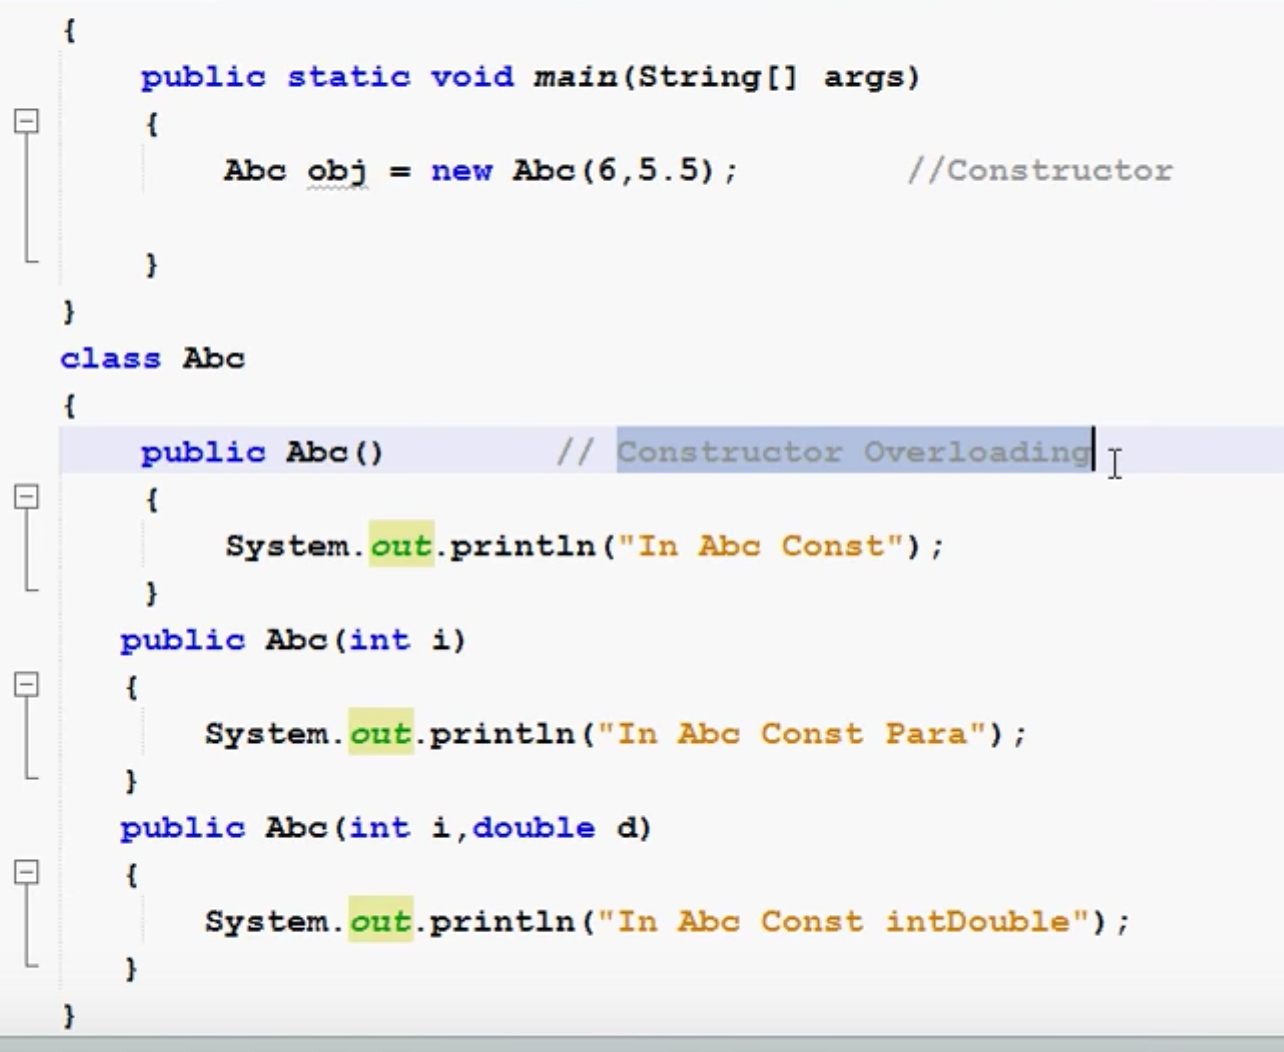 {
public static void main(String[] args)
{
Abc obj = new Abc(6,5.5); //Constructor
}
}
class Abc
{
public Abc() // Constructor Overloading
{
System.out.println("In Abc Const");
}
public Abc(int i)
{
System.out.println("In Abc Const Para");
}
public Abc(int i,double d)
{
System.out.println("In Abc Const intDouble");
}
}